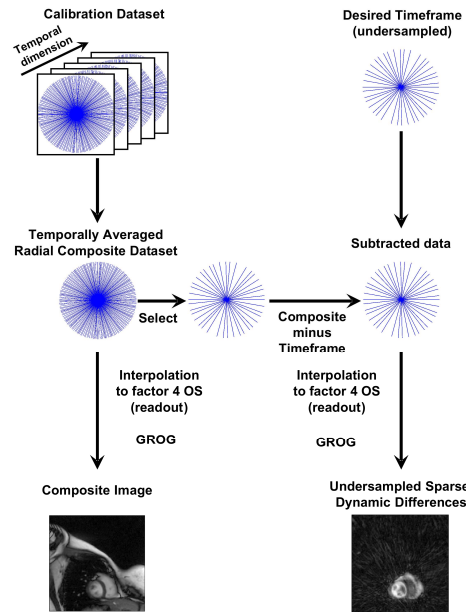 Calibration Dataset
Temporal
dimension
Desired Timeframe
(undersampled)
Temporally Averaged
Radial Composite Dataset
Subtracted data
Select
Composite
minus
Timeframe
Interpolation
to factor 4 OS
(readout)
GROG
Interpolation
to factor 4 OS
(readout)
GROG
Composite Image
Undersampled Sparse
Dynamic Differences